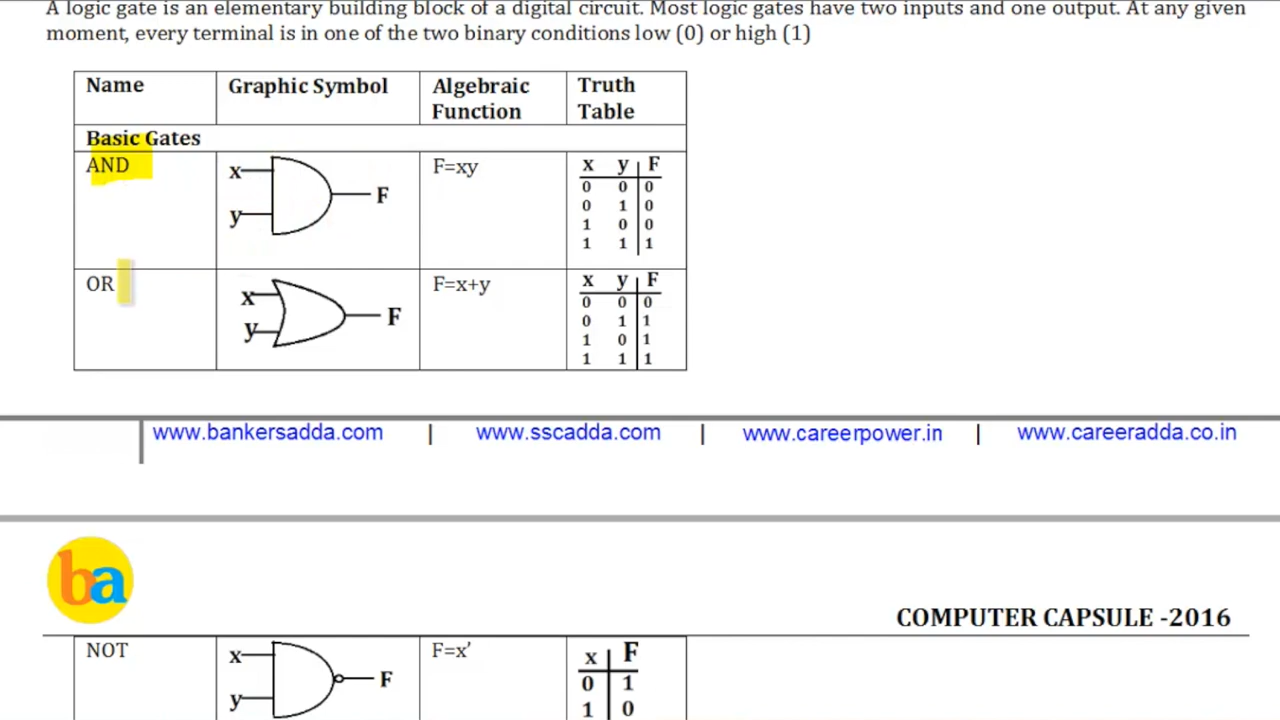 A logic gate is an elementary building block of a digital circuit. Most logic gates have two inputs and one output. At any given
moment, every terminal is in one of the two binary conditions low (0) or high (1)
Name Graphic Symbol Algebraic Function Truth Table
Basic Gates
AND
x
y
F
F=xy
x y F
0 0 0
0 1 0
1 0 0
1 1 1
OR
x
y
F
F=x+y
x y F
0 0 0
0 1 1
1 0 1
1 1 1
www.bankersadda.com | www.sscadda.com | www.careerpower.in | www.careeradda.co.in
ba
COMPUTER CAPSULE -2016
NOT
x
y
F
F=x’
x F
0 1
1 0